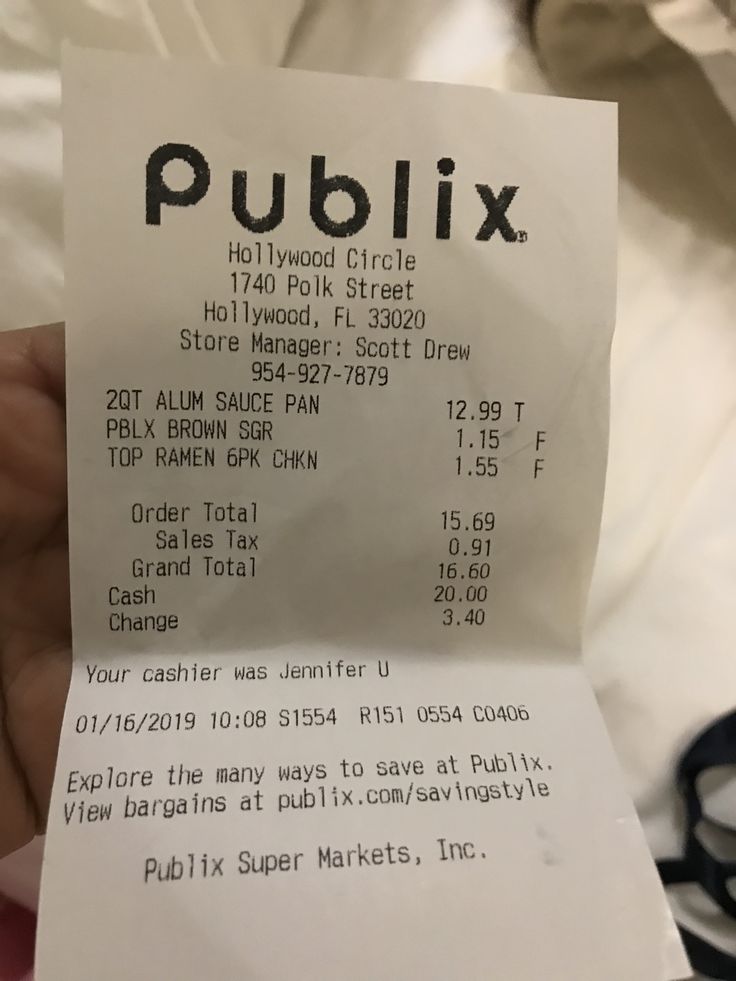 Publix
Hollywood Circle
1740 Polk Street
Hollywood, FL 33020
Store Manager: Scott Drew
954-927-7879
2QT ALUM SAUCE PAN 12.99 T
PBLX BROWN SGR 1.15 F
TOP RAMEN 6PK CHKN 1.55 F
Order Total 15.69
Sales Tax 0.91
Grand Total 16.60
Cash 20.00
Change 3.40
Your cashier was Jennifer U
01/16/2019 10:08 S1554 R151 0554 C0406
Explore the many ways to save at Publix.
View bargains at publix.com/savingstyle
Publix Super Markets, Inc.